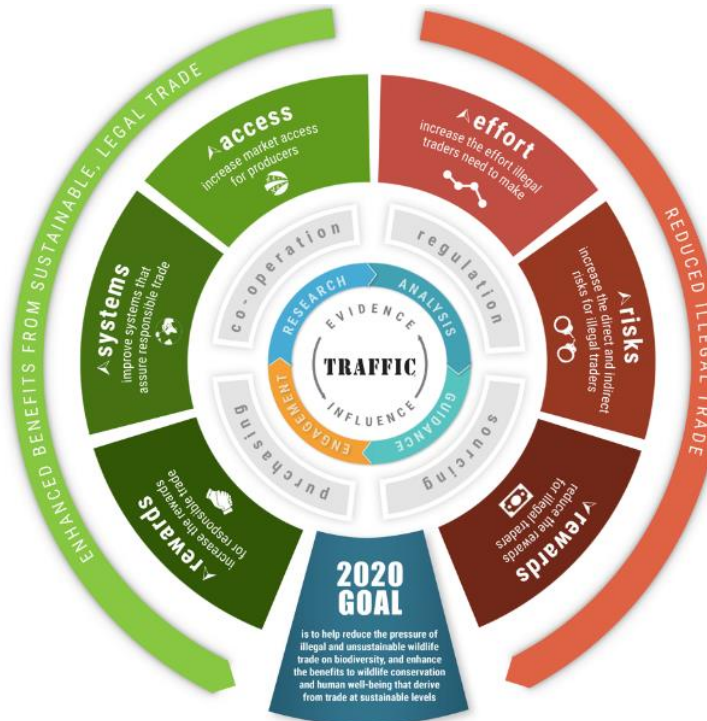 ENHANCED BENEFITS FROM SUSTAINABLE, LEGAL TRADE
REDUCED ILLEGAL TRADE
access
increase market access
for producers
effort
increase the effort illegal
traders need to make
systems
improve systems that
assure responsible trade
risks
increase the direct and indirect
risks for illegal traders
rewards
increase the rewards
for responsible trade
rewards
reduce the rewards
for illegal traders
co-operation
regulation
purchasing
sourcing
RESEARCH
ANALYSIS
GUIDANCE
ENGAGEMENT
EVIDENCE
TRAFFIC
INFLUENCE
2020
GOAL
is to help reduce the pressure of
illegal and unsustainable wildlife
trade on biodiversity, and enhance
the benefits to wildlife conservation
and human well-being that derive
from trade at sustainable levels